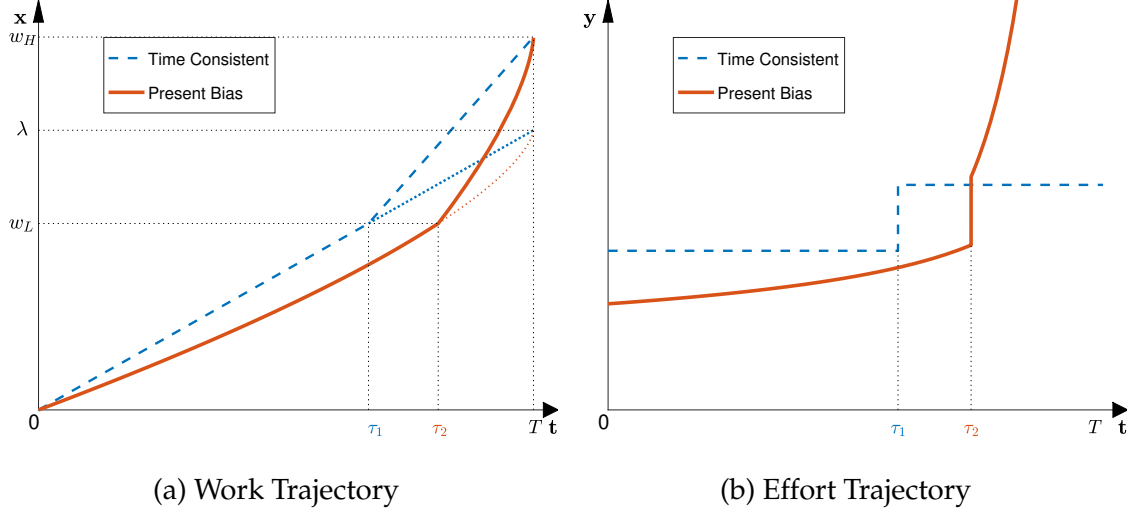 x
w_H
Time Consistent
Present Bias
λ
w_L
0
τ_1
τ_2
T
t
(a) Work Trajectory
y
Time Consistent
Present Bias
0
τ_1
τ_2
T
t
(b) Effort Trajectory